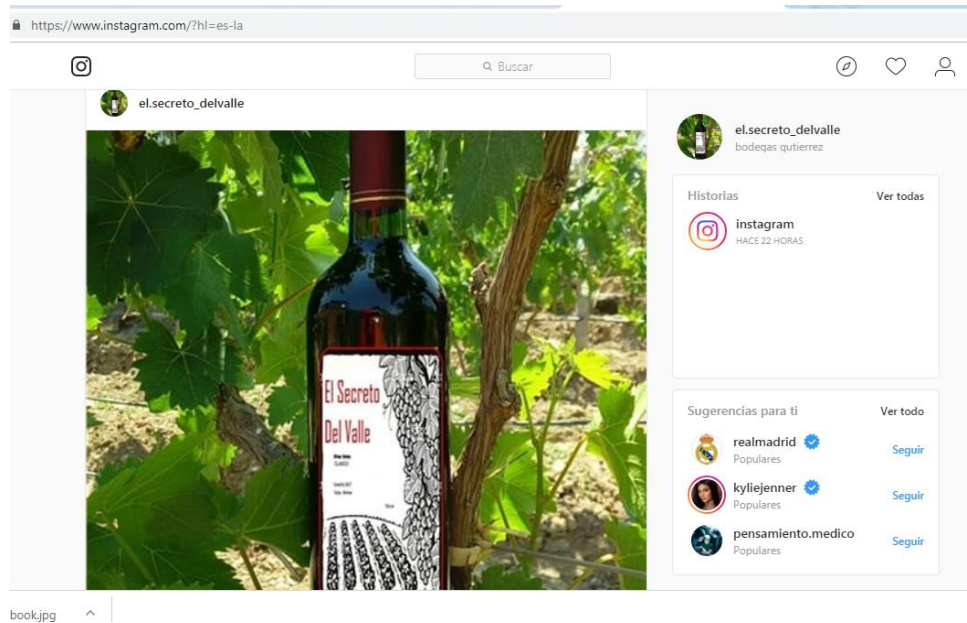 https://www.instagram.com/?hl=es-la
Buscar
el.secreto_delvalle
El Secreto
Del Valle
el.secreto_delvalle
bodegas gutierrez
Historias
Ver todas
instagram
HACE 22 HORAS
Sugerencias para ti
Ver todo
realmadrid
Populares
Seguir
kyliejenner
Populares
Seguir
pensamiento.medico
Populares
Seguir
book.jpg